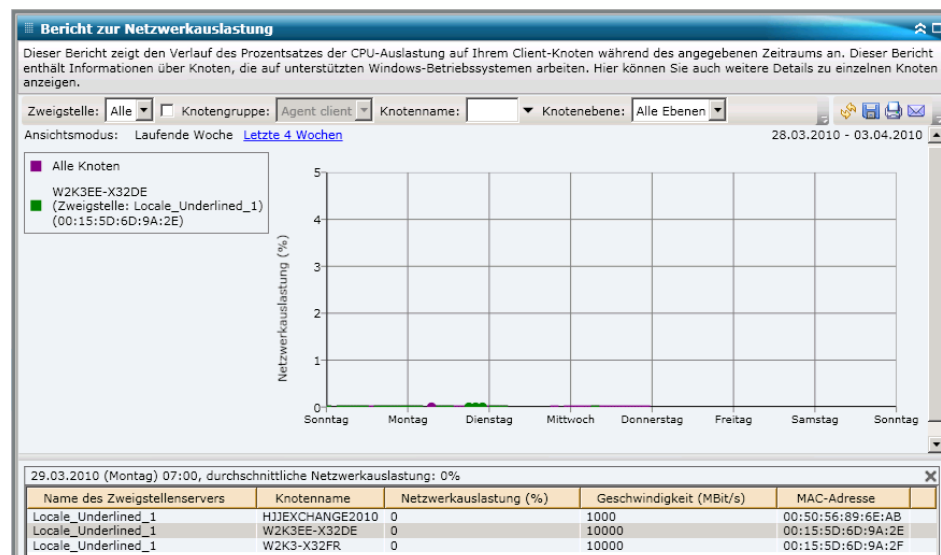 Bericht zur Netzwerkauslastung
Dieser Bericht zeigt den Verlauf des Prozentsatzes der CPU-Auslastung auf Ihrem Client-Knoten während des angegebenen Zeitraums an. Dieser Bericht
enthält Informationen über Knoten, die auf unterstützten Windows-Betriebssystemen arbeiten. Hier können Sie auch weitere Details zu einzelnen Knoten
anzeigen.
Zweigstelle: Alle Knotengruppe: Agent client Knotenname: Knotenebene: Alle Ebenen
Ansichtsmodus: Laufende Woche Letzte 4 Wochen 28.03.2010 - 03.04.2010
Alle Knoten
W2K3EE-X32DE
(Zweigstelle: Locale_Underlined_1)
(00:15:5D:6D:9A:2E)
Netzwerkauslastung (%)
5
4
3
2
1
0
Sonntag Montag Dienstag Mittwoch Donnerstag Freitag Samstag Sonntag
29.03.2010 (Montag) 07:00, durchschnittliche Netzwerkauslastung: 0%
Name des Zweigstellenservers Knotenname Netzwerkauslastung (%) Geschwindigkeit (MBit/s) MAC-Adresse
Locale_Underlined_1 HJJEXCHANGE2010 0 1000 00:50:56:89:6E:AB
Locale_Underlined_1 W2K3EE-X32DE 0 10000 00:15:5D:6D:9A:2E
Locale_Underlined_1 W2K3-X32FR 0 10000 00:15:5D:6D:9A:2F